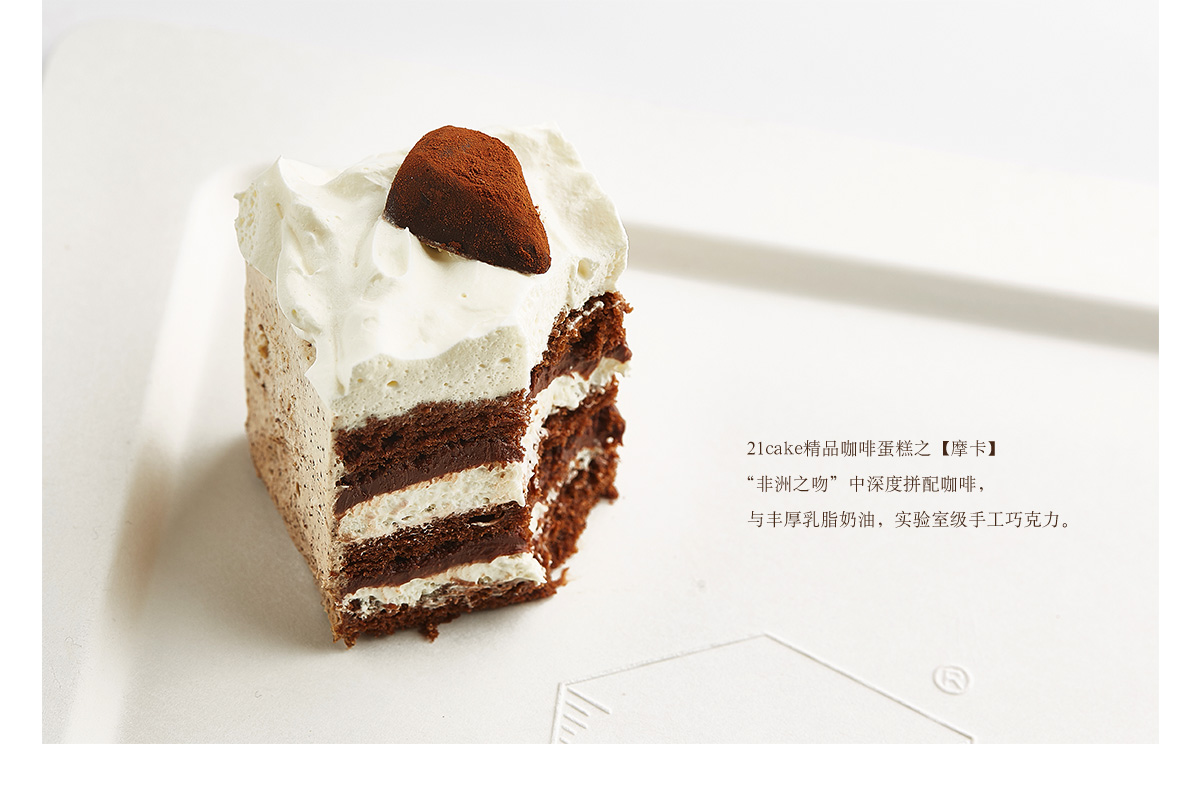 21cake精品咖啡蛋糕之【摩卡】
“非洲之吻”中深度拼配咖啡，
与丰厚乳脂奶油，实验室级手工巧克力。
®